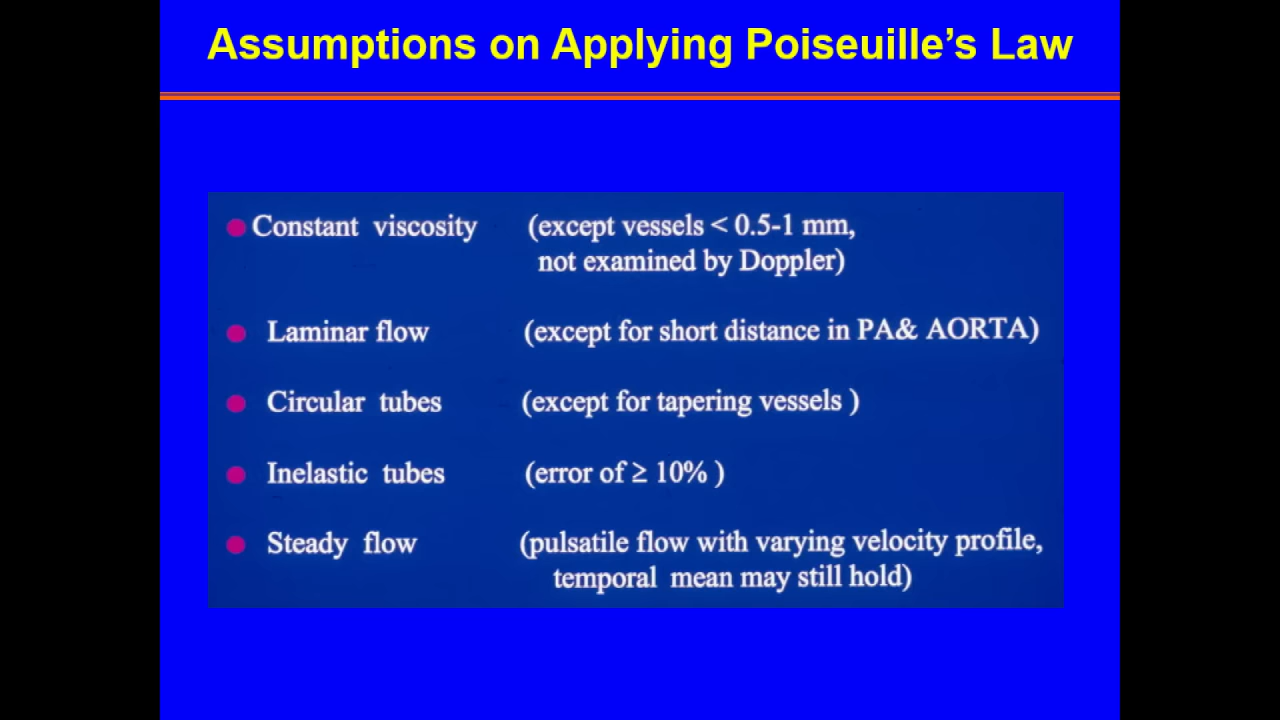 Assumptions on Applying Poiseuille’s Law
Constant viscosity (except vessels < 0.5-1 mm,
not examined by Doppler)
Laminar flow (except for short distance in PA& AORTA)
Circular tubes (except for tapering vessels )
Inelastic tubes (error of ≥ 10% )
Steady flow (pulsatile flow with varying velocity profile,
temporal mean may still hold)